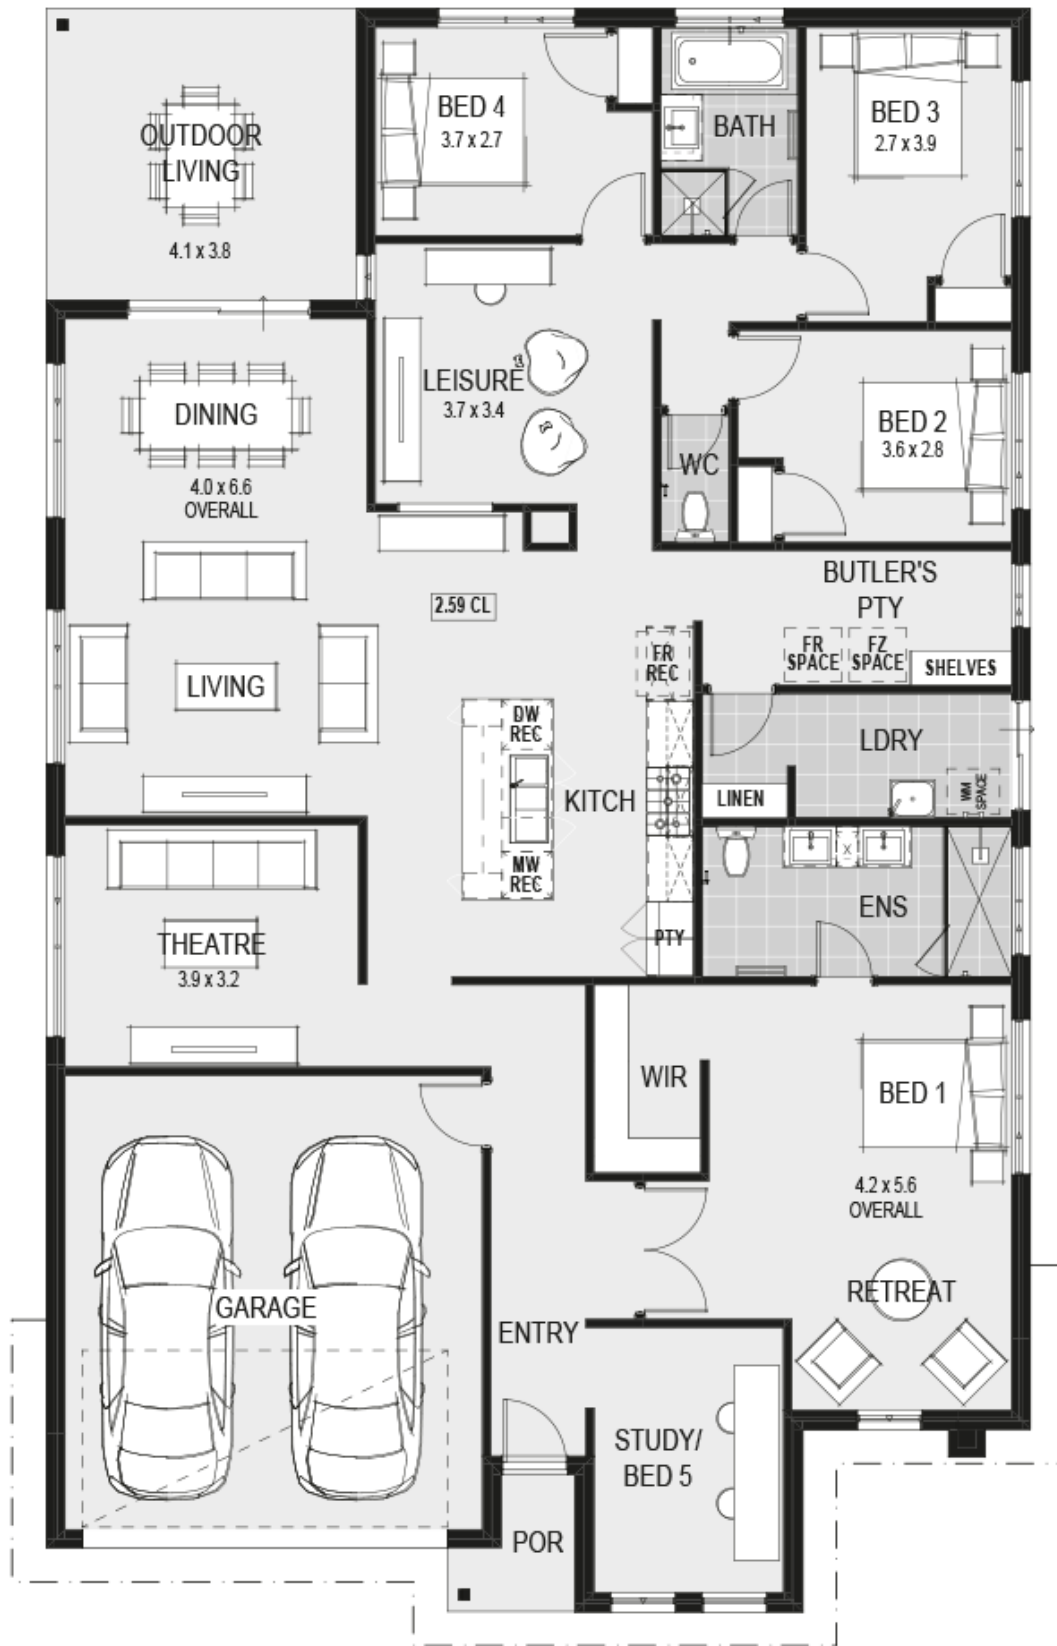 OUTDOOR
LIVING
4.1 x 3.8
BED 4
3.7 x 2.7
BATH
BED 3
2.7 x 3.9
DINING
4.0 x 6.6
OVERALL
LEISURE
3.7 x 3.4
WC
BED 2
3.6 x 2.8
2.59 CL
BUTLER'S
PTY
FR
SPACE
FZ
SPACE
SHELVES
LIVING
FR
REC
DW
REC
KITCH
MW
REC
PTY
LDRY
LINEN
WM
SPACE
ENS
THEATRE
3.9 x 3.2
WIR
BED 1
4.2 x 5.6
OVERALL
RETREAT
GARAGE
ENTRY
STUDY/
BED 5
POR